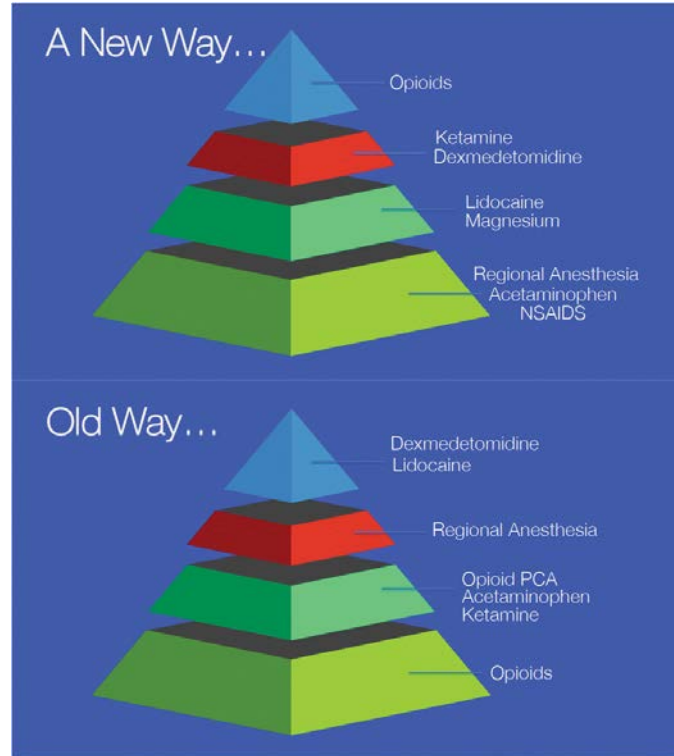 A New Way...
Opioids
Ketamine
Dexmedetomidine
Lidocaine
Magnesium
Regional Anesthesia
Acetaminophen
NSAIDS
Old Way...
Dexmedetomidine
Lidocaine
Regional Anesthesia
Opioid PCA
Acetaminophen
Ketamine
Opioids